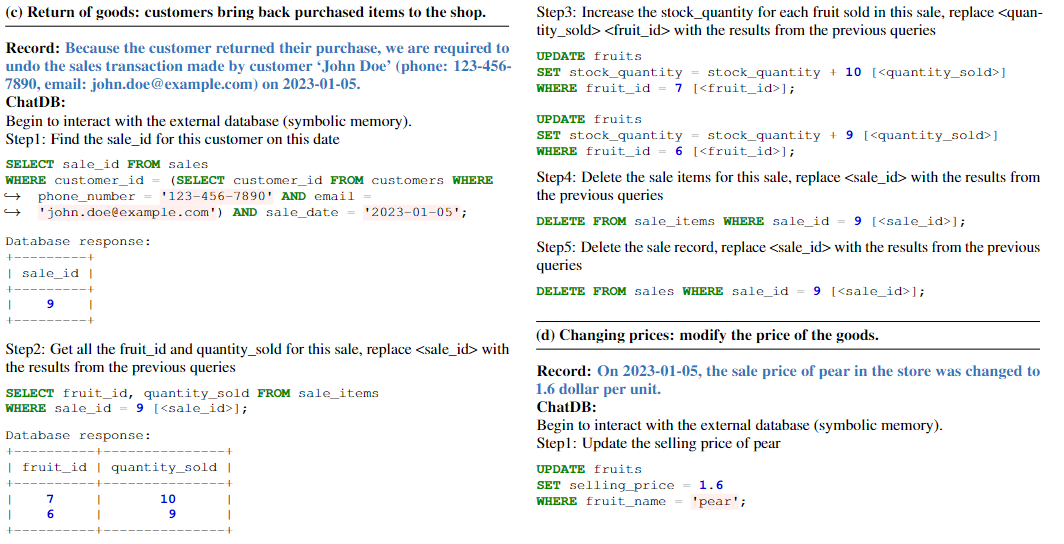 (c) Return of goods: customers bring back purchased items to the shop.
Record: Because the customer returned their purchase, we are required to
undo the sales transaction made by customer ‘John Doe’ (phone: 123-456-
7890, email: john.doe@example.com) on 2023-01-05.
ChatDB:
Begin to interact with the external database (symbolic memory).
Step1: Find the sale_id for this customer on this date
SELECT sale_id FROM sales
WHERE customer_id = (SELECT customer_id FROM customers WHERE
↪ phone_number = '123-456-7890' AND email =
↪ 'john.doe@example.com') AND sale_date = '2023-01-05';
Database response:
+---------+
| sale_id |
+---------+
| 9 |
+---------+
Step2: Get all the fruit_id and quantity_sold for this sale, replace <sale_id> with
the results from the previous queries
SELECT fruit_id, quantity_sold FROM sale_items
WHERE sale_id = 9 [<sale_id>];
Database response:
+----------+---------------+
| fruit_id | quantity_sold |
+----------+---------------+
| 7 | 10 |
| 6 | 9 |
+----------+---------------+
Step3: Increase the stock_quantity for each fruit sold in this sale, replace <quan-
tity_sold> <fruit_id> with the results from the previous queries
UPDATE fruits
SET stock_quantity = stock_quantity + 10 [<quantity_sold>]
WHERE fruit_id = 7 [<fruit_id>];
UPDATE fruits
SET stock_quantity = stock_quantity + 9 [<quantity_sold>]
WHERE fruit_id = 6 [<fruit_id>];
Step4: Delete the sale items for this sale, replace <sale_id> with the results from
the previous queries
DELETE FROM sale_items WHERE sale_id = 9 [<sale_id>];
Step5: Delete the sale record, replace <sale_id> with the results from the previous
queries
DELETE FROM sales WHERE sale_id = 9 [<sale_id>];
(d) Changing prices: modify the price of the goods.
Record: On 2023-01-05, the sale price of pear in the store was changed to
1.6 dollar per unit.
ChatDB:
Begin to interact with the external database (symbolic memory).
Step1: Update the selling price of pear
UPDATE fruits
SET selling_price = 1.6
WHERE fruit_name = 'pear';